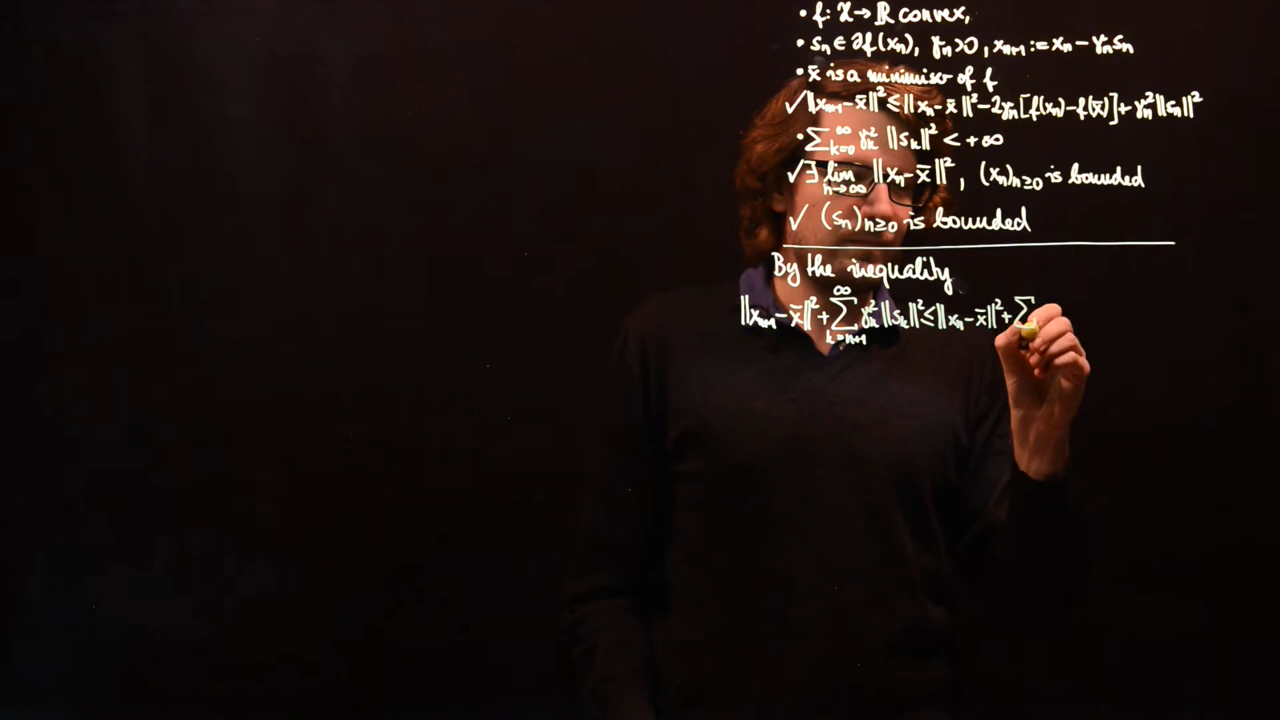 • f: X → ℝ convex,
• sₙ ∈ ∂f(xₙ), γₙ>0, xₙ₊₁ := xₙ − γₙsₙ
• x̄ is a minimiser of f
✓ ||xₙ₊₁ − x̄||² ≤ ||xₙ − x̄||² − 2γₙ[f(xₙ) − f(x̄)] + γₙ²||sₙ||²
• ∑_{k=0}^{∞} γₖ² ||sₖ||² < +∞
✓ ∃ lim_{n→∞} ||xₙ − x̄||², (xₙ)ₙ≥₀ is bounded
✓ (sₙ)ₙ≥₀ is bounded
By the inequality
||xₙ₊₁ − x̄||² + ∑_{k=n+1}^{∞} γₖ² ||sₖ||² ≤ ||xₙ − x̄||² + ∑